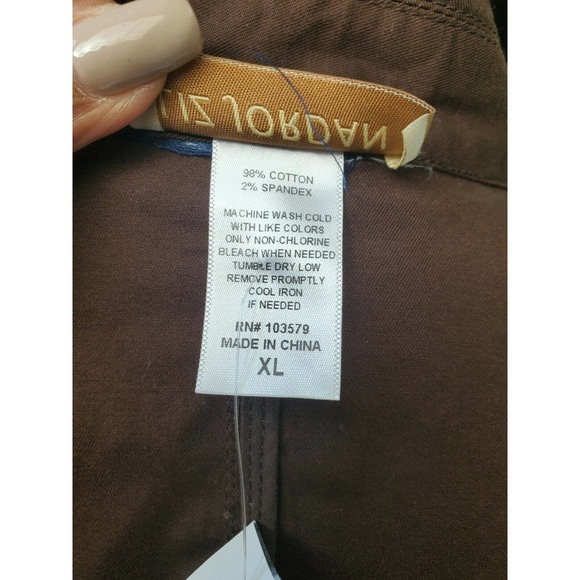 LIZ JORDAN
98% COTTON
2% SPANDEX
MACHINE WASH COLD
WITH LIKE COLORS
ONLY NON-CHLORINE
BLEACH WHEN NEEDED
TUMBLE DRY LOW
REMOVE PROMPTLY
COOL IRON
IF NEEDED
RN# 103579
MADE IN CHINA
XL